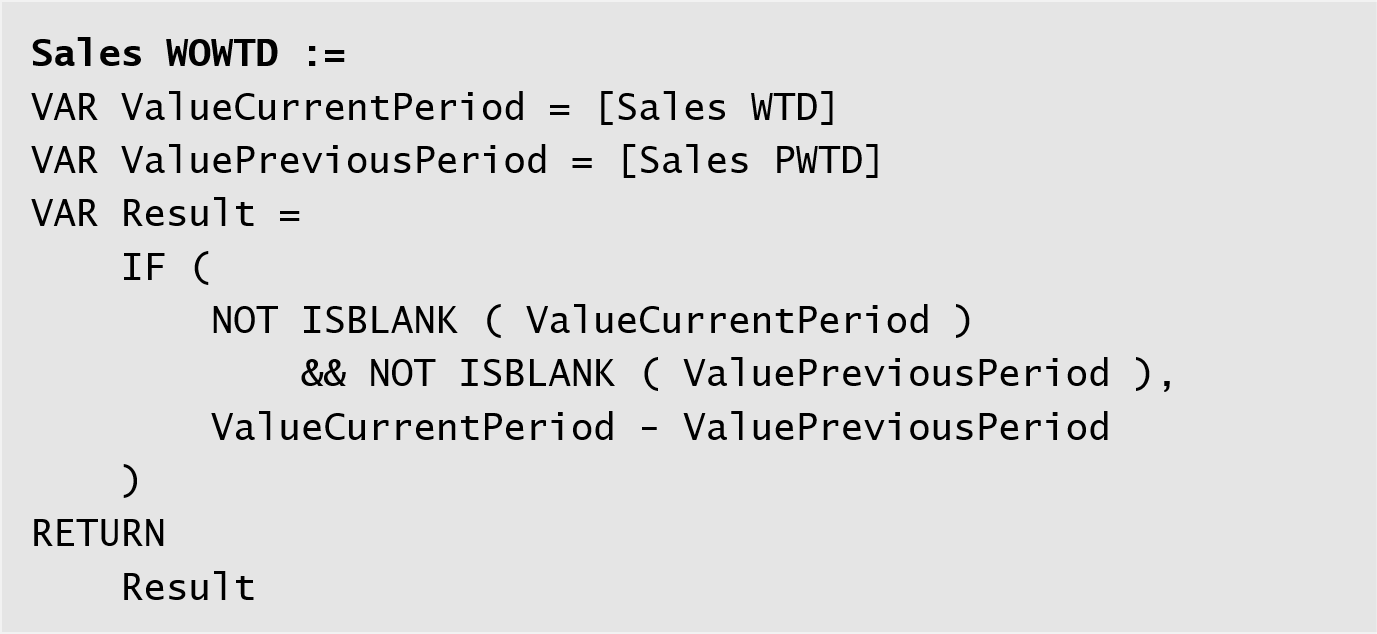 Sales WOWTD :=
VAR ValueCurrentPeriod = [Sales WTD]
VAR ValuePreviousPeriod = [Sales PWTD]
VAR Result =
    IF (
        NOT ISBLANK ( ValueCurrentPeriod )
            && NOT ISBLANK ( ValuePreviousPeriod ),
        ValueCurrentPeriod - ValuePreviousPeriod
    )
RETURN
    Result